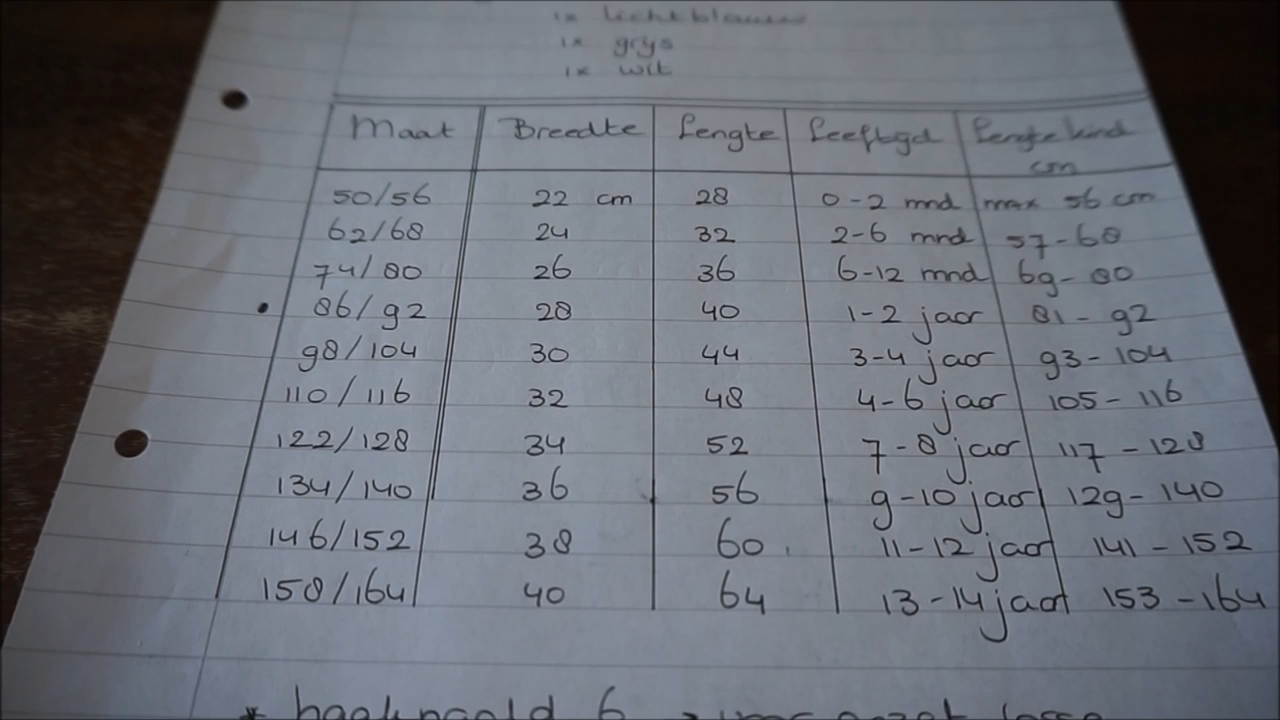 1x lichtblauw
1x grijs
1x wit
Maat Breedte Lengte Leeftijd Lengte kind cm
50/56 22 cm 28 0-2 mnd max 56 cm
62/68 24 32 2-6 mnd 57-68
74/80 26 36 6-12 mnd 69-80
86/92 28 40 1-2 jaar 81-92
98/104 30 44 3-4 jaar 93-104
110/116 32 48 4-6 jaar 105-116
122/128 34 52 7-8 jaar 117-128
134/140 36 56 9-10 jaar 129-140
146/152 38 60 11-12 jaar 141-152
158/164 40 64 13-14 jaar 153-164
* haaknaald 6